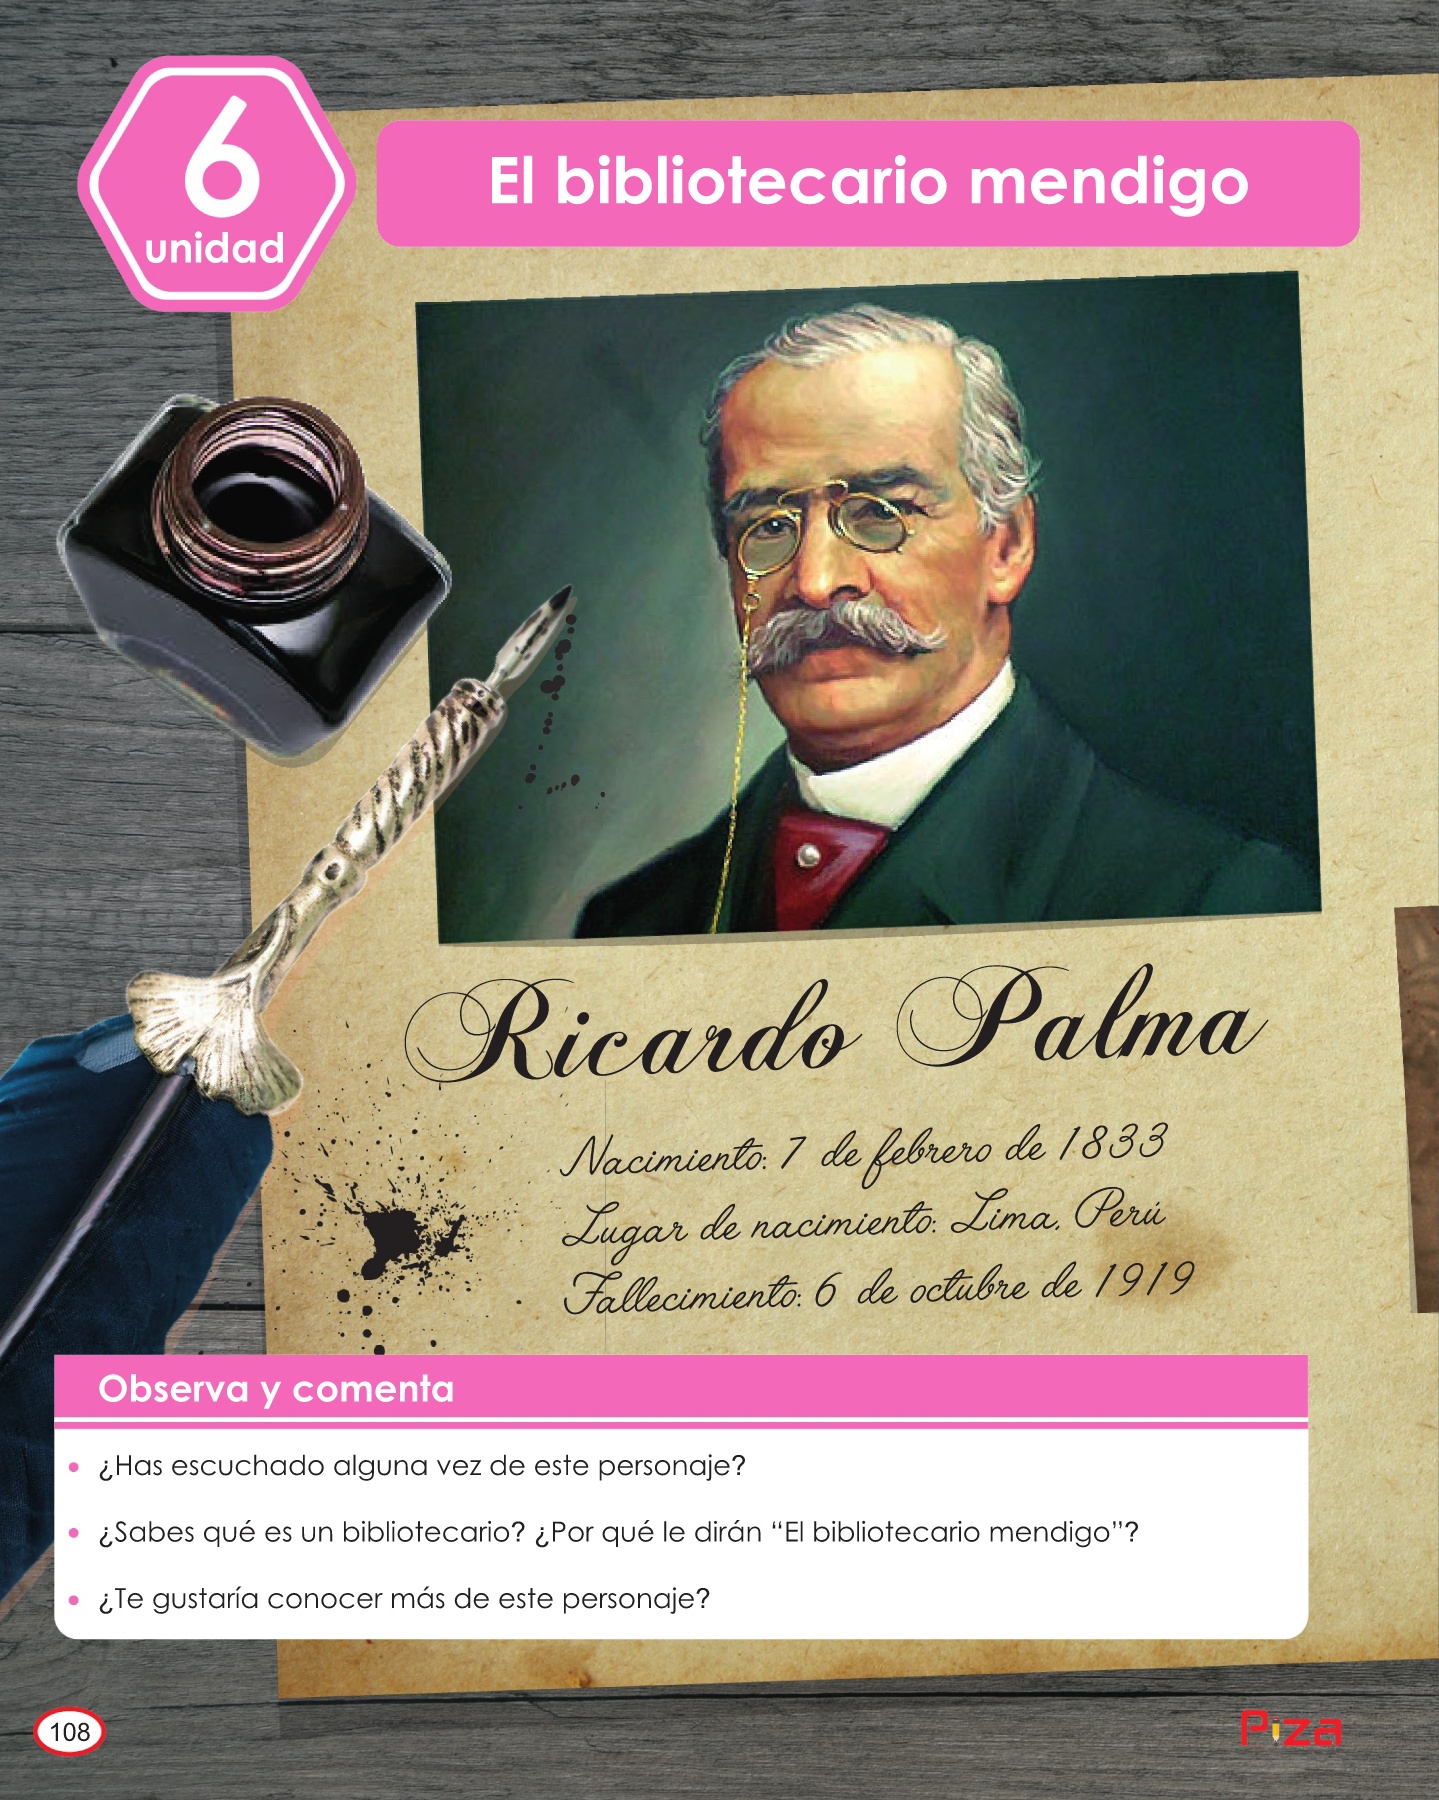 6
unidad
El bibliotecario mendigo
Ricardo Palma
Nacimiento: 7 de febrero de 1833
Lugar de nacimiento: Lima, Perú
Fallecimiento: 6 de octubre de 1919
Observa y comenta
• ¿Has escuchado alguna vez de este personaje?
• ¿Sabes qué es un bibliotecario? ¿Por qué le dirán “El bibliotecario mendigo”?
• ¿Te gustaría conocer más de este personaje?
108
Piza